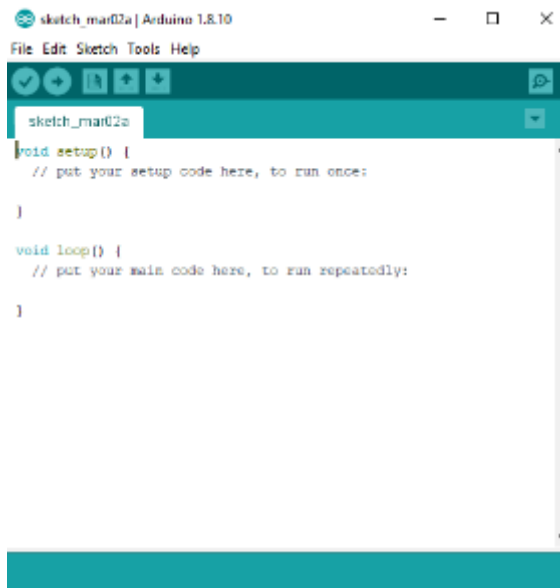 sketch_mar02a | Arduino 1.8.10
File Edit Sketch Tools Help
sketch_mar02a
void setup() {
// put your setup code here, to run once:
}
void loop() {
// put your main code here, to run repeatedly:
}